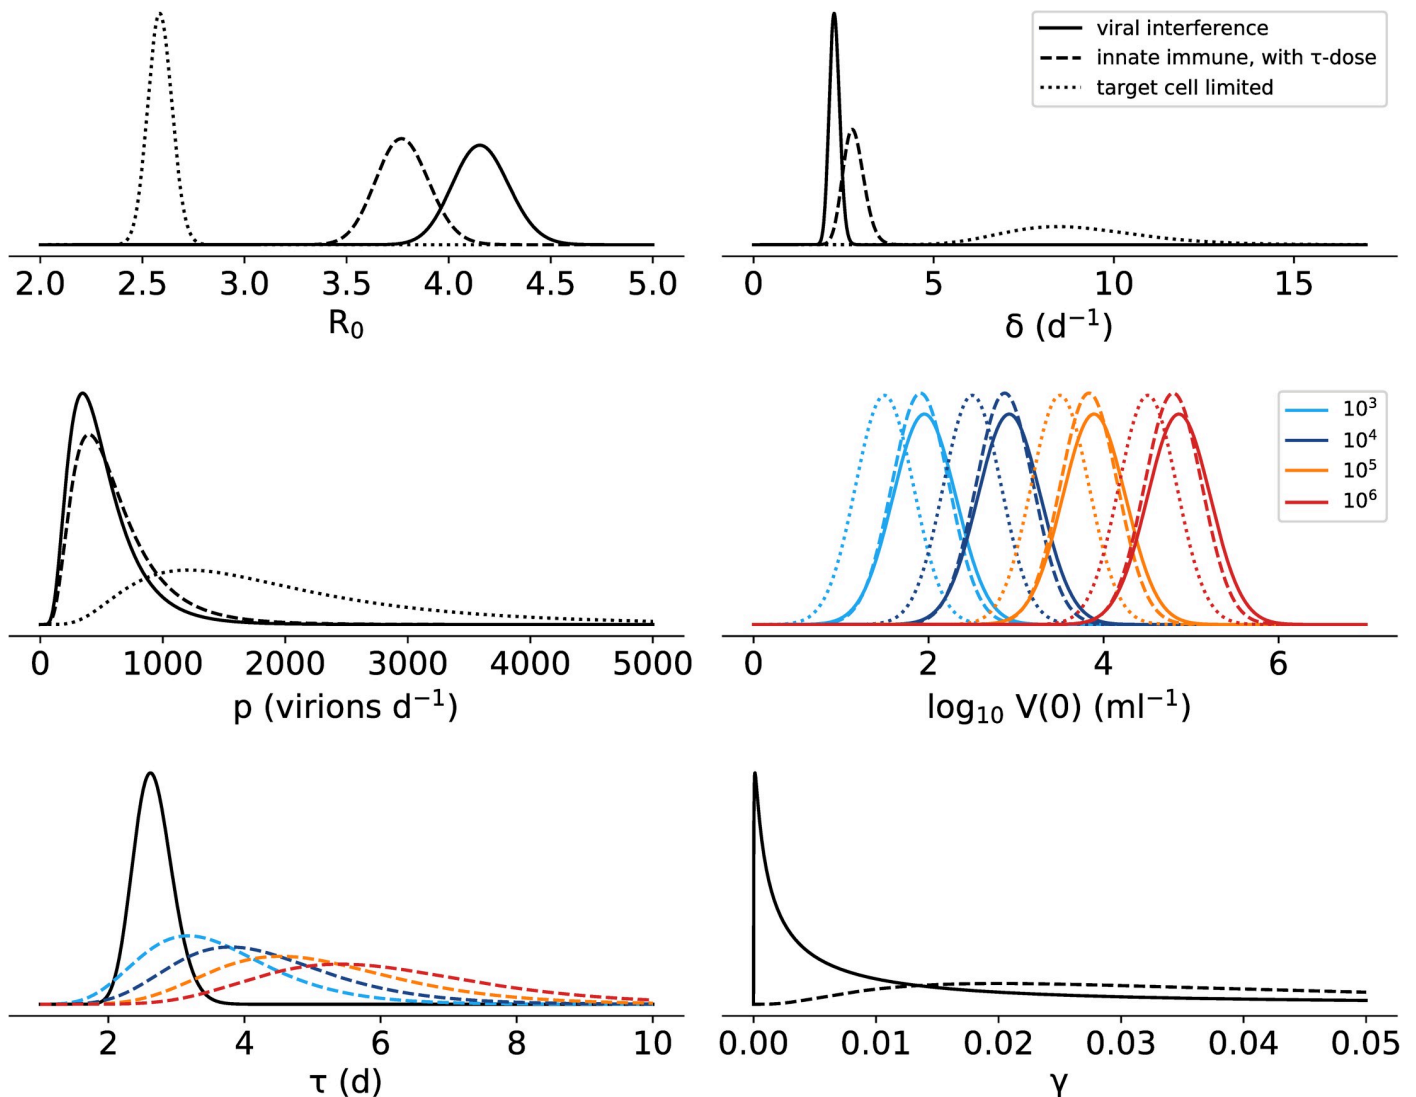 viral interference
innate immune, with τ-dose
target cell limited
2.0 2.5 3.0 3.5 4.0 4.5 5.0
R₀
0 5 10 15
δ (d⁻¹)
10³
10⁴
10⁵
10⁶
0 1000 2000 3000 4000 5000
p (virions d⁻¹)
0 2 4 6
log₁₀ V(0) (ml⁻¹)
2 4 6 8 10
τ (d)
0.00 0.01 0.02 0.03 0.04 0.05
γ